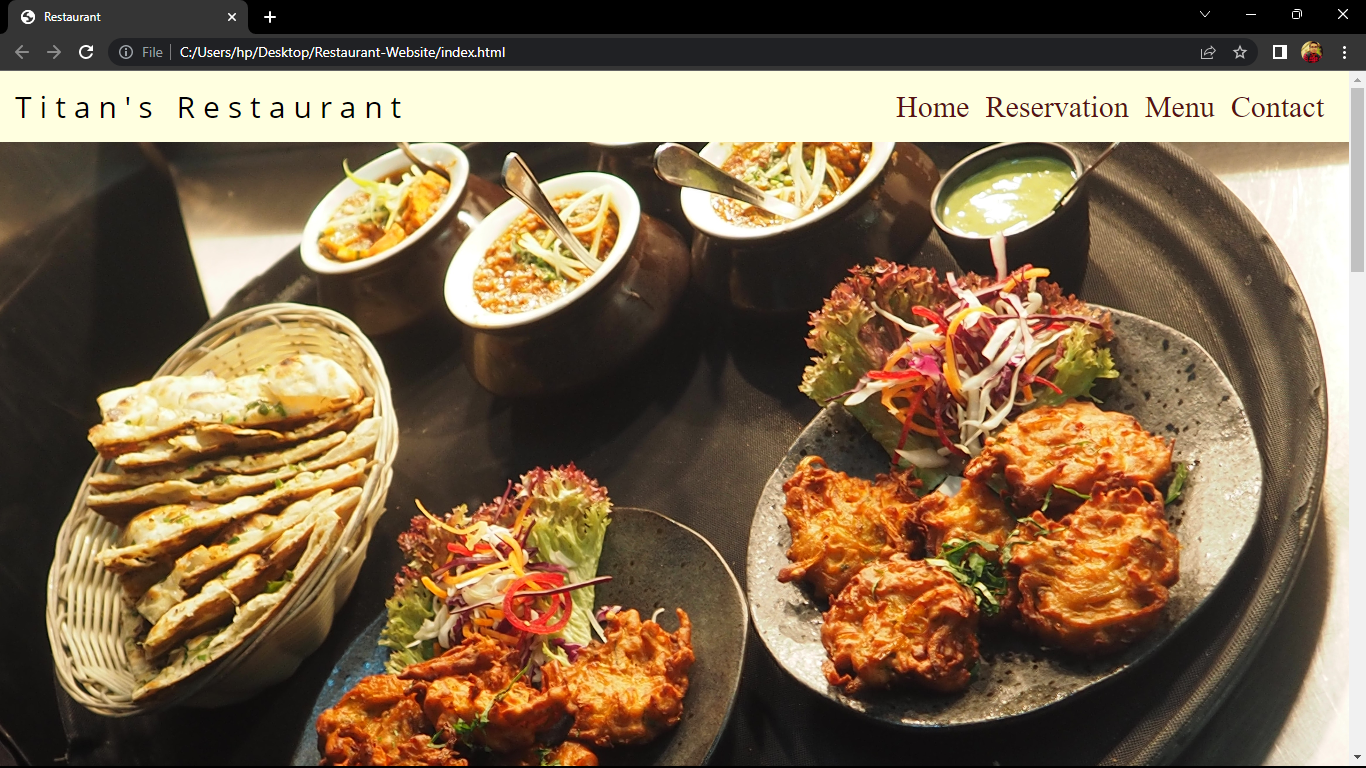 Restaurant
File C:/Users/hp/Desktop/Restaurant-Website/index.html
Titan's Restaurant Home Reservation Menu Contact